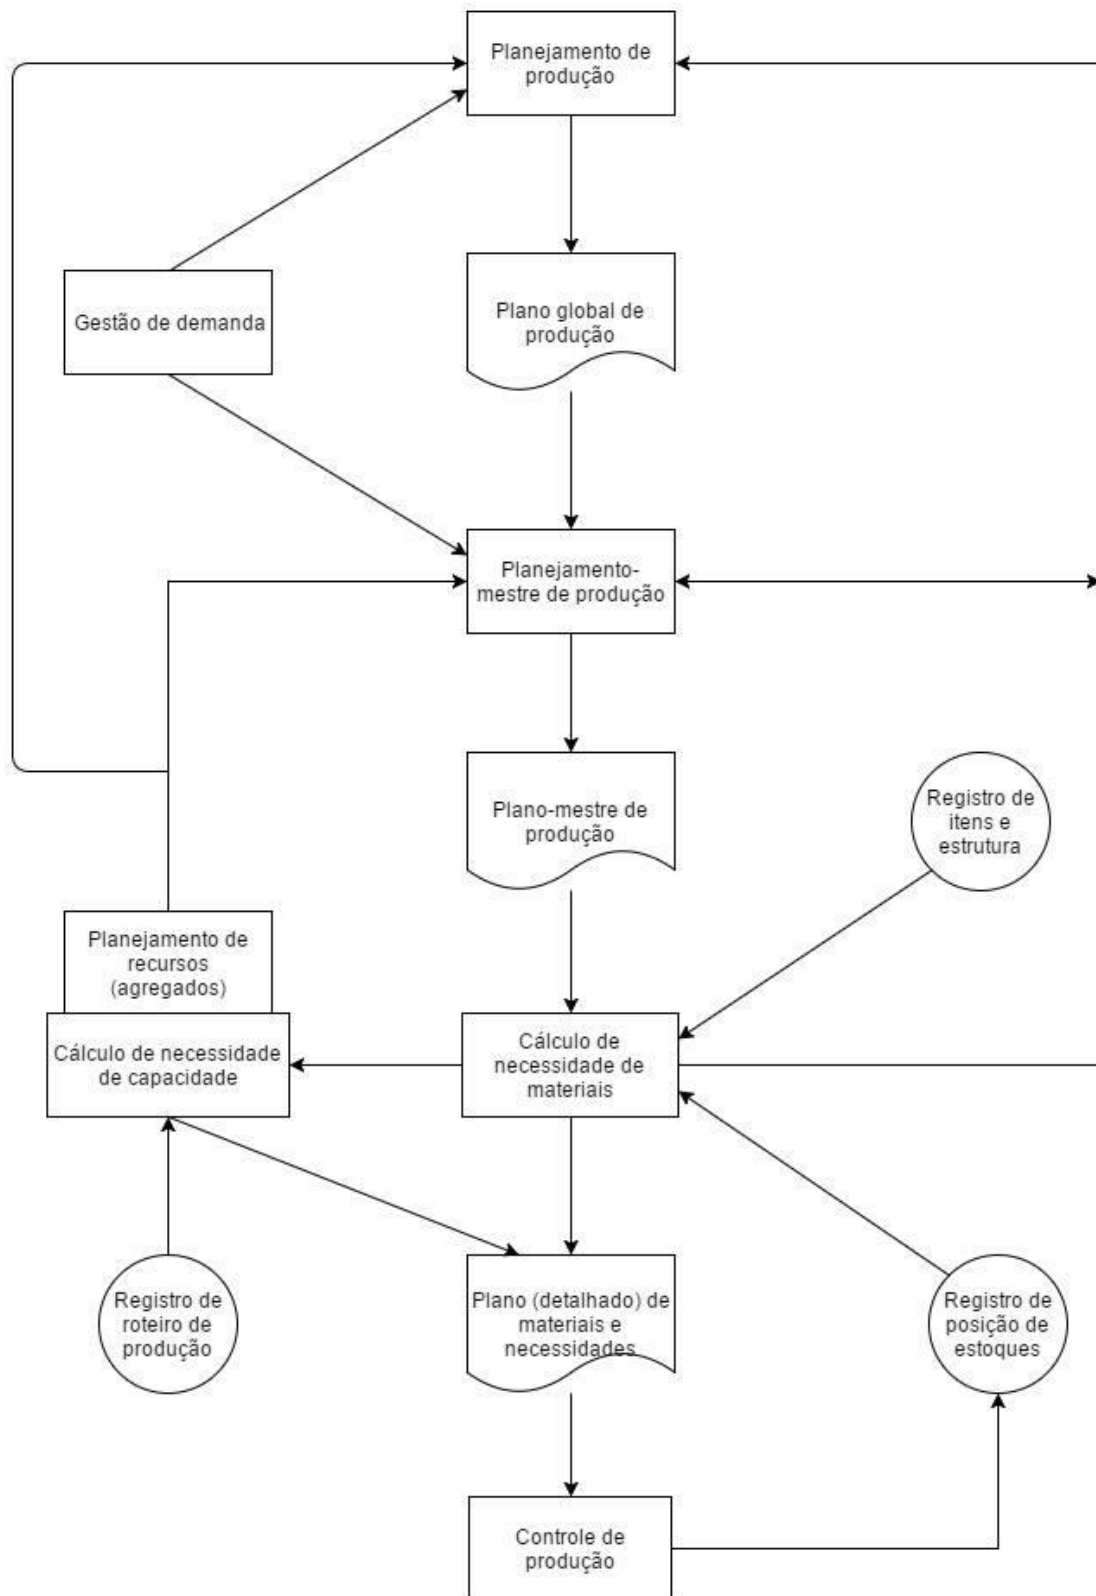 Planejamento de
produção
Gestão de demanda
Plano global de
produção
Planejamento-
mestre de produção
Plano-mestre de
produção
Registro de
itens e
estrutura
Planejamento de
recursos
(agregados)
Cálculo de necessidade
de capacidade
Cálculo de
necessidade de
materiais
Registro de
roteiro de
produção
Plano (detalhado) de
materiais e
necessidades
Registro de
posição de
estoques
Controle de
produção